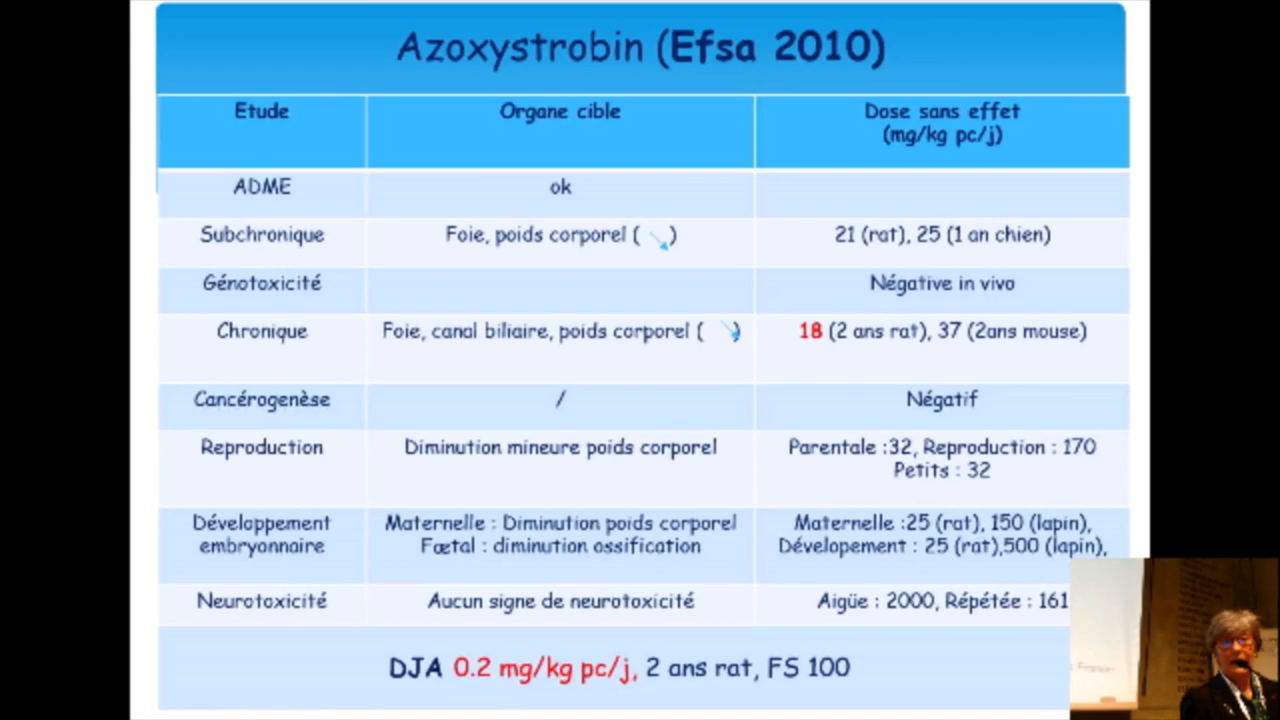 Azoxystrobin (Efsa 2010)
Etude
Organe cible
Dose sans effet
(mg/kg pc/j)
ADME
ok
Subchronique
Foie, poids corporel ( )
21 (rat), 25 (1 an chien)
Génotoxicité
Négative in vivo
Chronique
Foie, canal biliaire, poids corporel ( )
18 (2 ans rat), 37 (2ans mouse)
Cancérogenèse
/
Négatif
Reproduction
Diminution mineure poids corporel
Parentale :32, Reproduction : 170
Petits : 32
Développement
embryonnaire
Maternelle : Diminution poids corporel
Fœtal : diminution ossification
Maternelle :25 (rat), 150 (lapin),
Dévelopement : 25 (rat),500 (lapin),
Neurotoxicité
Aucun signe de neurotoxicité
Aigüe : 2000, Répétée : 161
DJA 0.2 mg/kg pc/j, 2 ans rat, FS 100